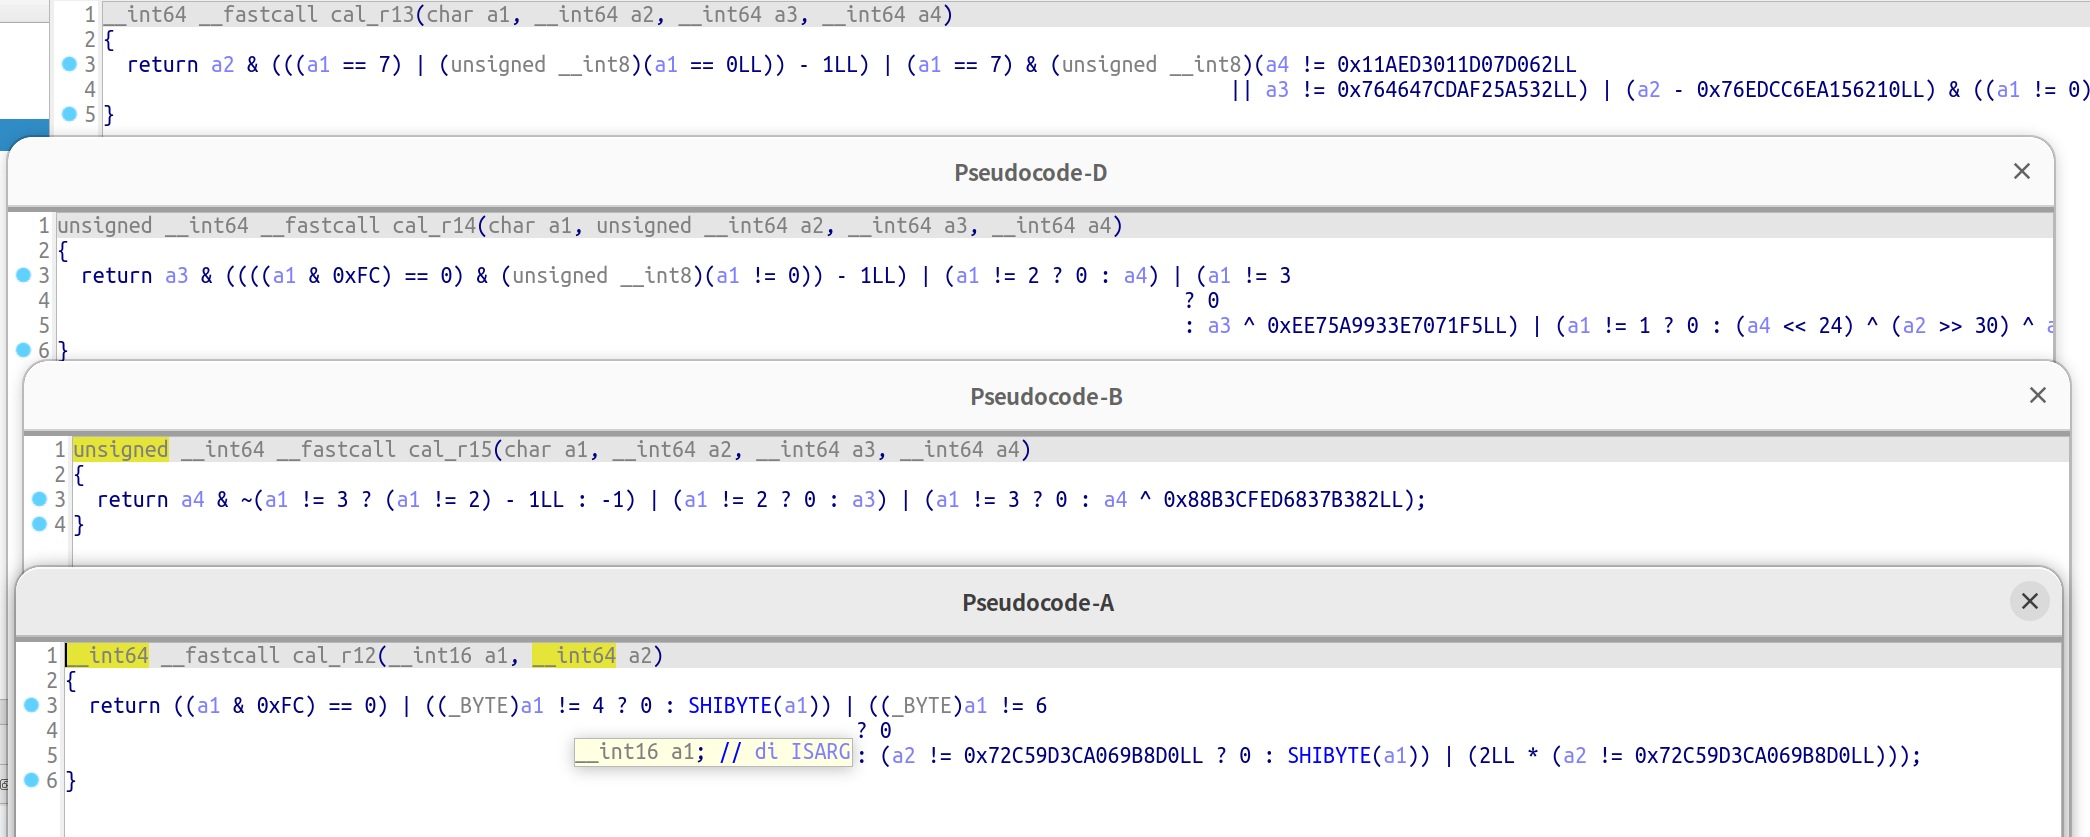 1 __int64 __fastcall cal_r13(char a1, __int64 a2, __int64 a3, __int64 a4)
2 {
3 return a2 & (((a1 == 7) | (unsigned __int8)(a1 == 0LL)) - 1LL) | (a1 == 7) & (unsigned __int8)(a4 != 0x11AED3011D07D062LL
4 || a3 != 0x764647CDAF25A532LL) | (a2 - 0x76EDCC6EA156210LL) & ((a1 != 0)
5 }
Pseudocode-D
1 unsigned __int64 __fastcall cal_r14(char a1, unsigned __int64 a2, __int64 a3, __int64 a4)
2 {
3 return a3 & ((((a1 & 0xFC) == 0) & (unsigned __int8)(a1 != 0)) - 1LL) | (a1 != 2 ? 0 : a4) | (a1 != 3
4 ? 0
5 : a3 ^ 0xEE75A9933E7071F5LL) | (a1 != 1 ? 0 : (a4 << 24) ^ (a2 >> 30) ^
6 }
Pseudocode-B
1 unsigned __int64 __fastcall cal_r15(char a1, __int64 a2, __int64 a3, __int64 a4)
2 {
3 return a4 & ~(a1 != 3 ? (a1 != 2) - 1LL : -1) | (a1 != 2 ? 0 : a3) | (a1 != 3 ? 0 : a4 ^ 0x88B3CFED6837B382LL);
4 }
Pseudocode-A
1 __int64 __fastcall cal_r12(__int16 a1, __int64 a2)
2 {
3 return ((a1 & 0xFC) == 0) | ((_BYTE)a1 != 4 ? 0 : SHIBYTE(a1)) | ((_BYTE)a1 != 6
4 ? 0
__int16 a1; // di ISARG
5 : (a2 != 0x72C59D3CA069B8D0LL ? 0 : SHIBYTE(a1)) | (2LL * (a2 != 0x72C59D3CA069B8D0LL)));
6 }